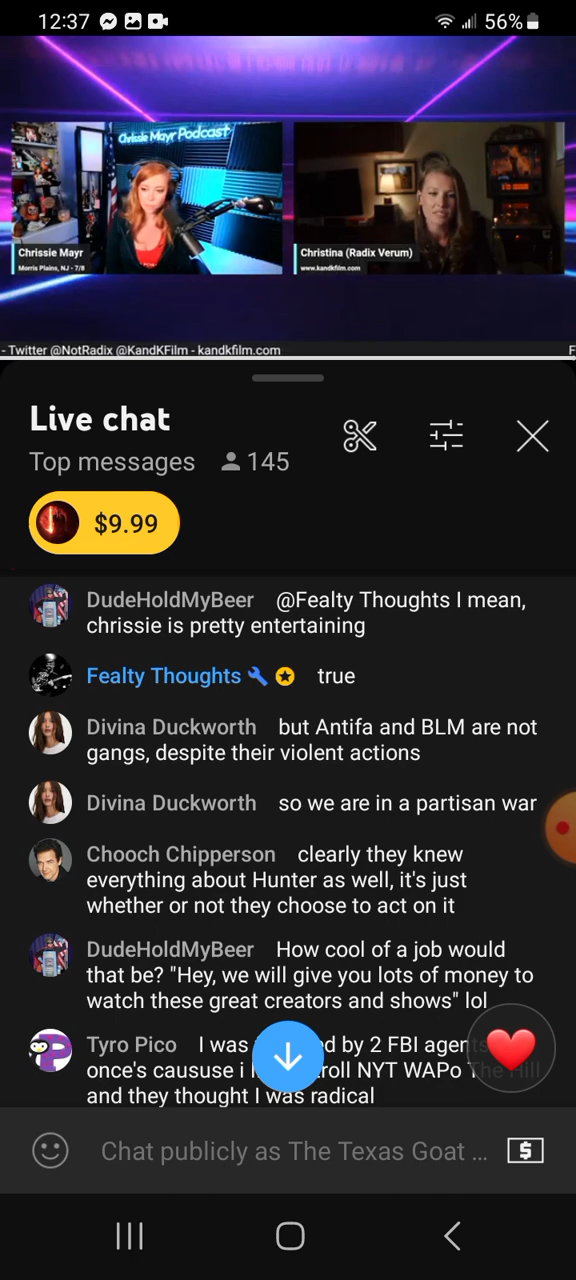 12:37
56%
Chrissie Mayr Podcast
Chrissie Mayr
Morris Plains, NJ - 7/8
Christina (Radix Verum)
www.kandkfilm.com
- Twitter @NotRadix @KandKFilm - kandkfilm.com
F
Live chat
Top messages 145
$9.99
DudeHoldMyBeer @Fealty Thoughts I mean,
chrissie is pretty entertaining
Fealty Thoughts true
Divina Duckworth but Antifa and BLM are not
gangs, despite their violent actions
Divina Duckworth so we are in a partisan war
Chooch Chipperson clearly they knew
everything about Hunter as well, it's just
whether or not they choose to act on it
DudeHoldMyBeer How cool of a job would
that be? "Hey, we will give you lots of money to
watch these great creators and shows" lol
Tyro Pico I was ed by 2 FBI agents
once's caususe i troll NYT WAPo The Hill
and they thought I was radical
Chat publicly as The Texas Goat ...